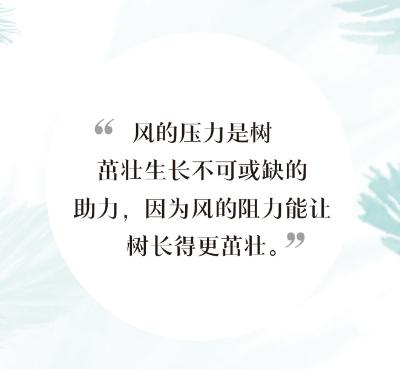 “ 风的压力是树
茁壮生长不可或缺的
助力，因为风的阻力能让
树长得更茁壮。”